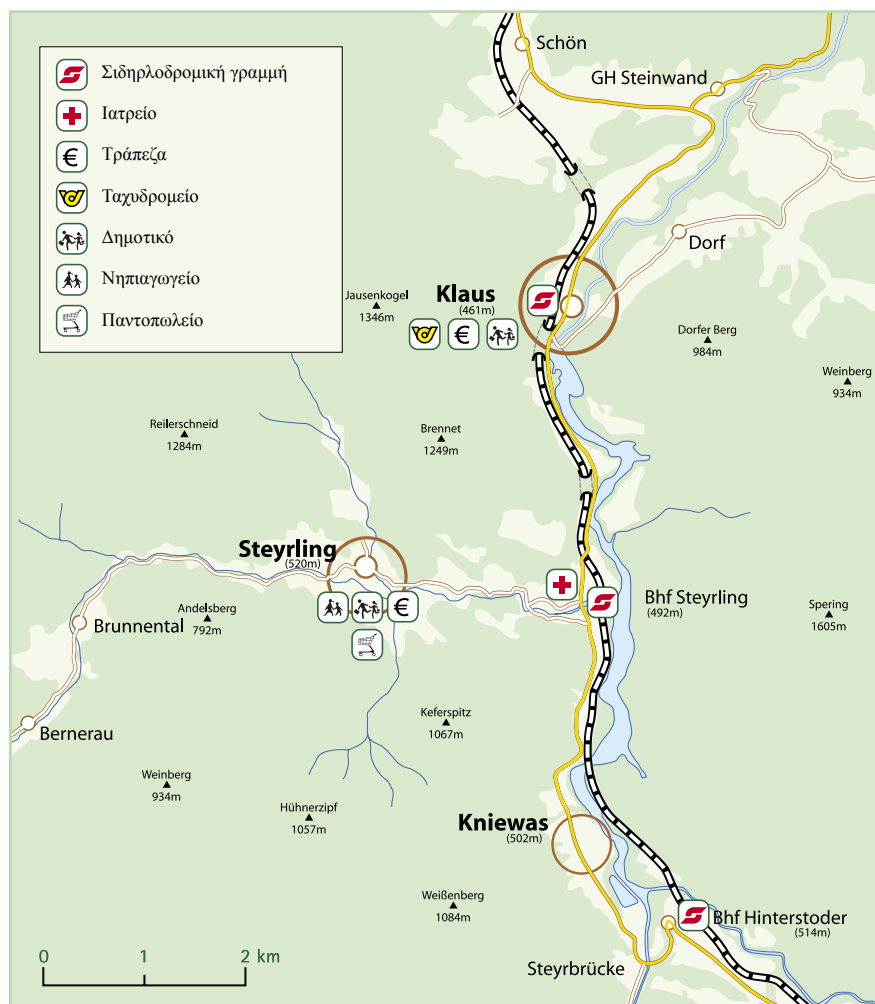 Σιδηρλοδρομική γραμμή
Ιατρείο
Τράπεζα
Ταχυδρομείο
Δημοτικό
Νηπιαγωγείο
Παντοπωλείο
Schön
GH Steinwand
Dorf
Klaus
(461m)
Jausenkogel
1346m
Dorfer Berg
984m
Weinberg
934m
Reilerschneid
1284m
Brennet
1249m
Steyrling
(520m)
Andelsberg
792m
Brunnental
Bhf Steyrling
(492m)
Spering
1605m
Bernerau
Keferspitz
1067m
Weinberg
934m
Hühnerzipf
1057m
Kniewas
(502m)
Weißenberg
1084m
Bhf Hinterstoder
(514m)
Steyrbrücke
0 1 2 km